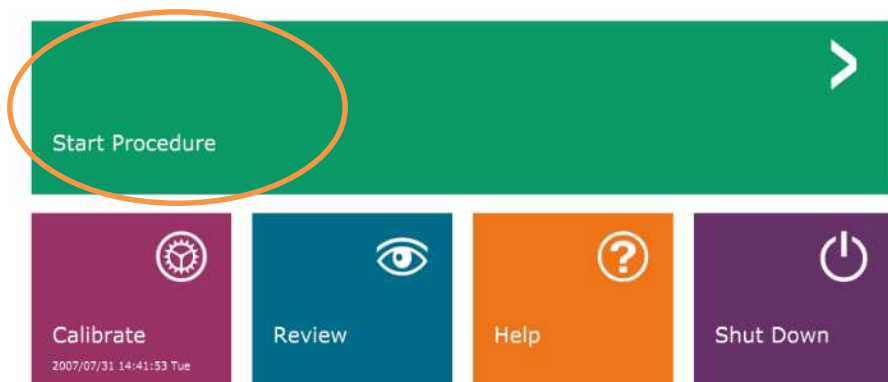 Start Procedure
Calibrate
2007/07/31 14:41:53 Tue
Review
Help
Shut Down